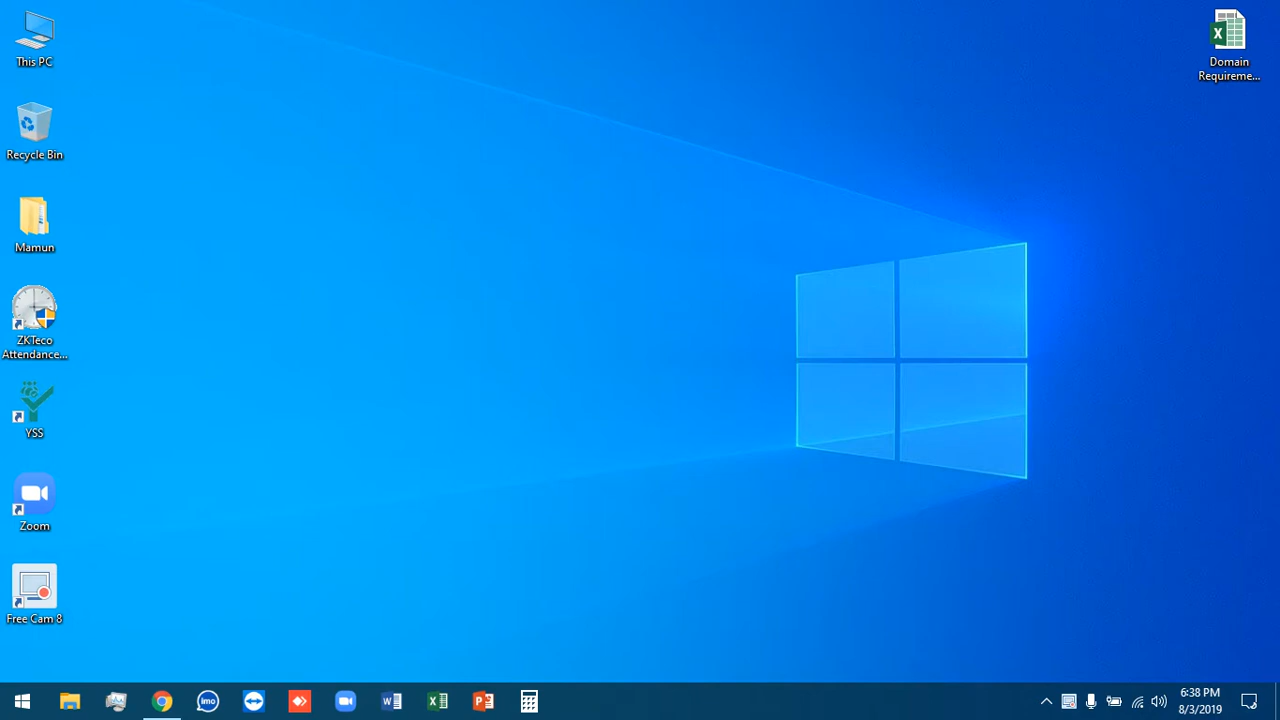 This PC
Recycle Bin
Mamun
ZKTeco
Attendance...
YSS
Zoom
Free Cam 8
Domain
Requireme...
imo
6:38 PM
8/3/2019